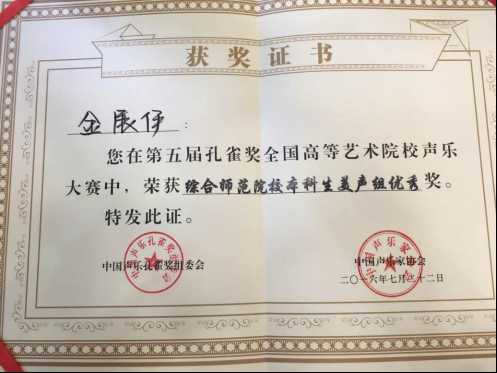 获奖证书
金展伊：
您在第五届孔雀奖全国高等艺术院校声乐
大赛中，荣获综合师范院校本科生美声组优秀奖。
特发此证。
中国声乐孔雀奖组委会
中国声乐家协会
二〇一六年七月二十二日